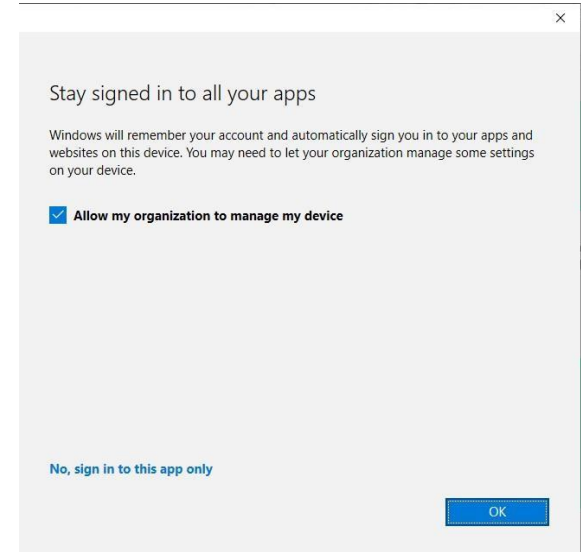 Stay signed in to all your apps
Windows will remember your account and automatically sign you in to your apps and
websites on this device. You may need to let your organization manage some settings
on your device.
Allow my organization to manage my device
No, sign in to this app only
OK